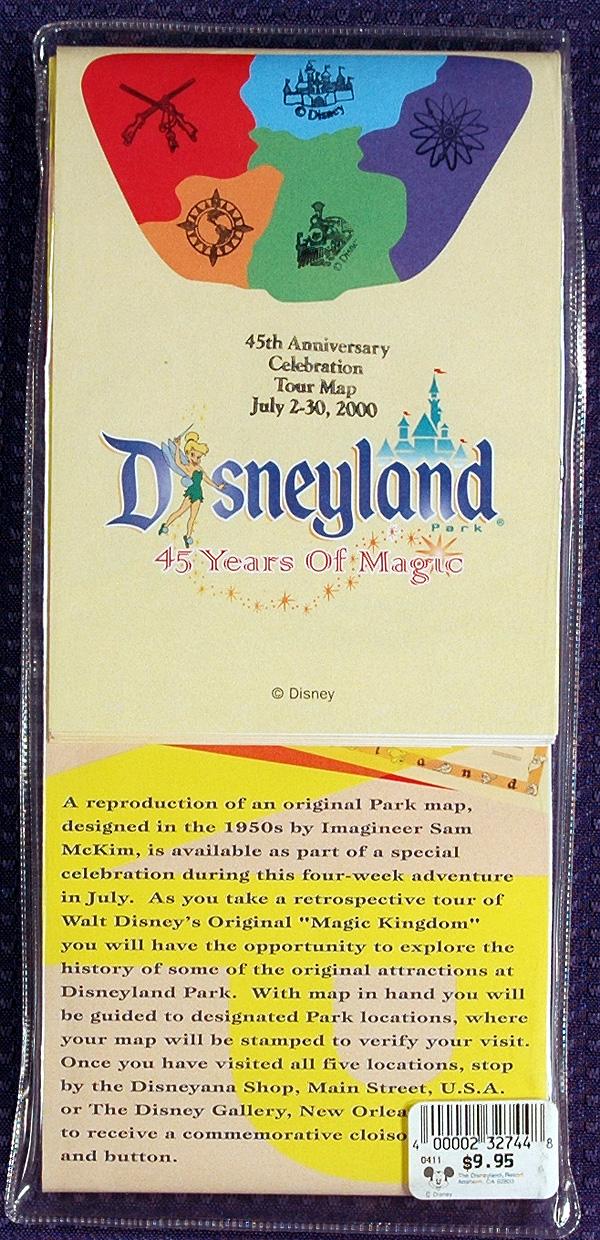 © Disney
© Disney
45th Anniversary
Celebration
Tour Map
July 2-30, 2000
Disneyland
Park ®
45 Years Of Magic
© Disney
l a n d
A reproduction of an original Park map,
designed in the 1950s by Imagineer Sam
McKim, is available as part of a special
celebration during this four-week adventure
in July. As you take a retrospective tour of
Walt Disney's Original "Magic Kingdom"
you will have the opportunity to explore the
history of some of the original attractions at
Disneyland Park. With map in hand you will
be guided to designated Park locations, where
your map will be stamped to verify your visit.
Once you have visited all five locations, stop
by the Disneyana Shop, Main Street, U.S.A.
or The Disney Gallery, New Orlea
to receive a commemorative cloiso
and button.
4 00002 32744 8
0411 $9.95
The Disneyland Resort
Anaheim, CA 92803
© Disney